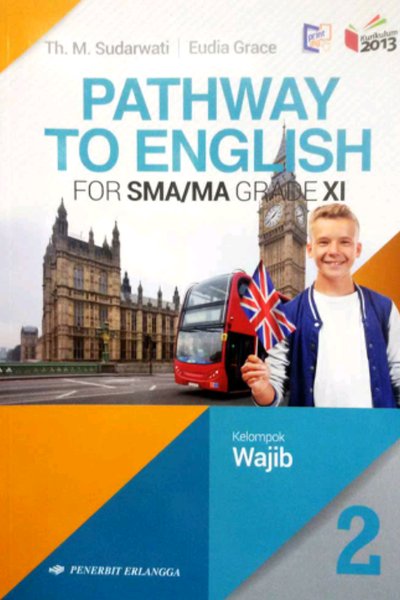 Th. M. Sudarwati | Eudia Grace
print
Kurikulum
2013
PATHWAY
TO ENGLISH
FOR SMA/MA GRADE XI
Kelompok
Wajib
2
PENERBIT ERLANGGA